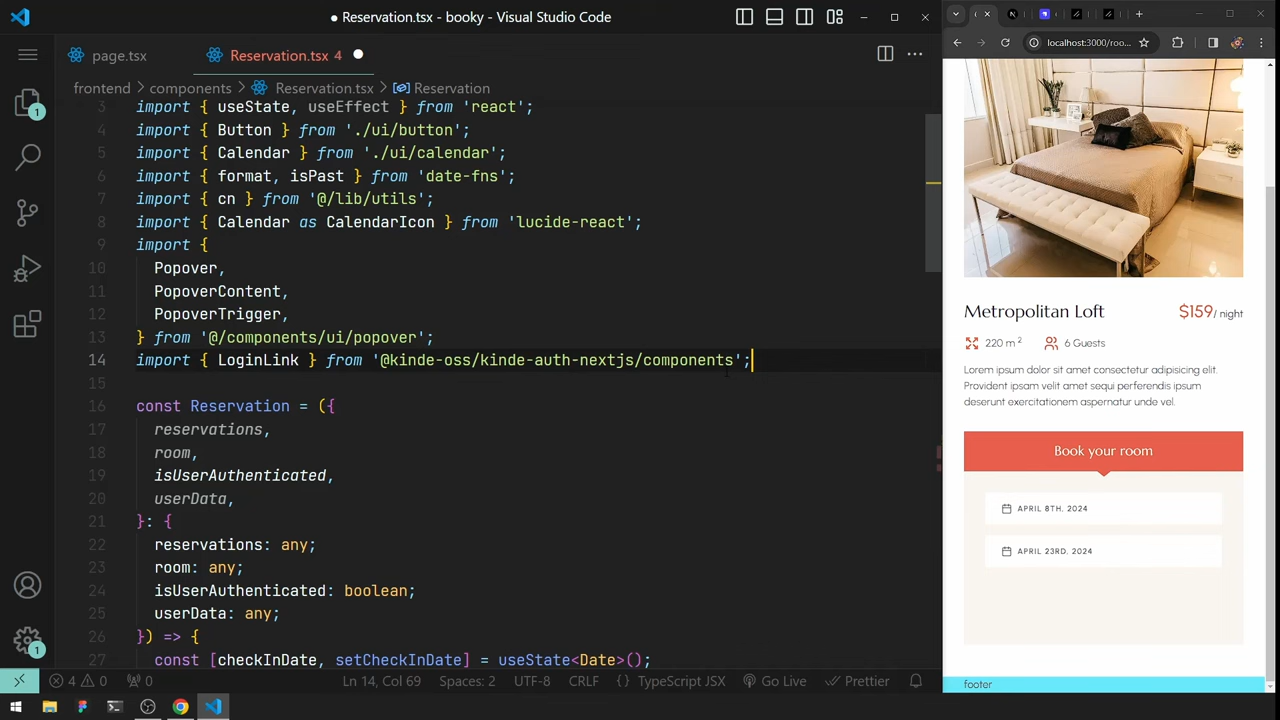 Reservation.tsx - booky - Visual Studio Code
page.tsx
Reservation.tsx 4
frontend components Reservation.tsx Reservation
3 import { useState, useEffect } from 'react';
4 import { Button } from './ui/button';
5 import { Calendar } from './ui/calendar';
6 import { format, isPast } from 'date-fns';
7 import { cn } from '@/lib/utils';
8 import { Calendar as CalendarIcon } from 'lucide-react';
9 import {
10 Popover,
11 PopoverContent,
12 PopoverTrigger,
13 } from '@/components/ui/popover';
14 import { LoginLink } from '@kinde-oss/kinde-auth-nextjs/components';
15
16 const Reservation = ({
17 reservations,
18 room,
19 isUserAuthenticated,
20 userData,
21 }: {
22 reservations: any;
23 room: any;
24 isUserAuthenticated: boolean;
25 userData: any;
26 }) => {
27 const [checkInDate, setCheckInDate] = useState<Date>();
1
1
4 0 0 Ln 14, Col 69 Spaces: 2 UTF-8 CRLF {} TypeScript JSX Go Live Prettier
localhost:3000/roo...
Metropolitan Loft $159/ night
220 m 2 6 Guests
Lorem ipsum dolor sit amet consectetur adipisicing elit.
Provident ipsam velit amet sequi perferendis ipsum
deserunt exercitationem aspernatur unde vel.
Book your room
APRIL 8TH, 2024
APRIL 23RD, 2024
footer